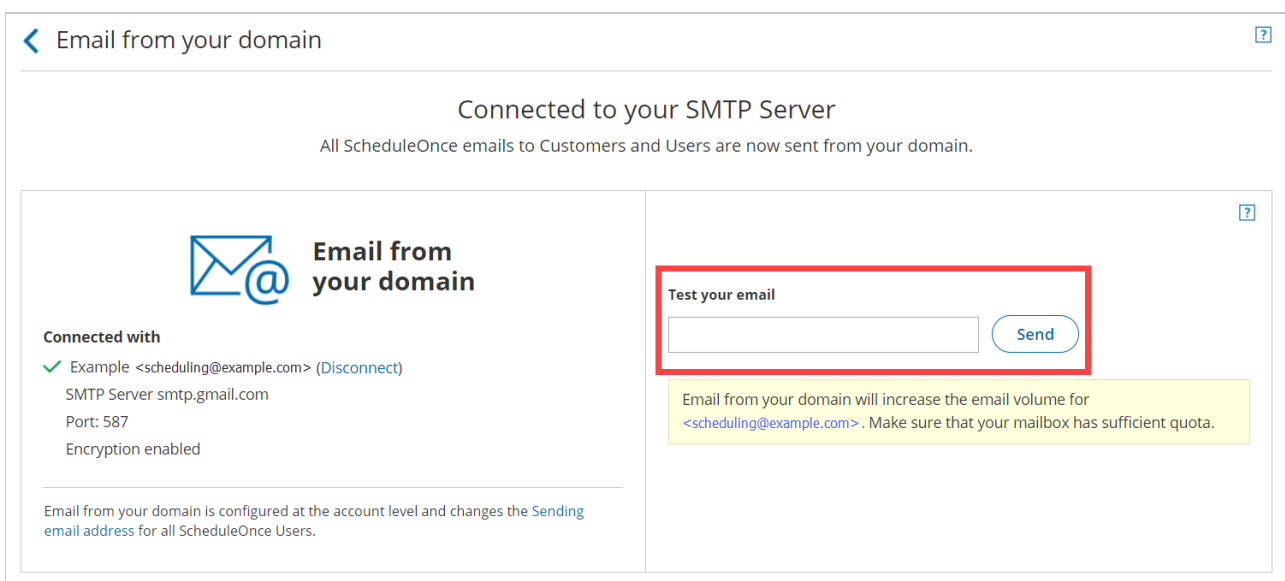 Email from your domain
?
Connected to your SMTP Server
All ScheduleOnce emails to Customers and Users are now sent from your domain.
Email from
your domain
Connected with
Example <scheduling@example.com> (Disconnect)
SMTP Server smtp.gmail.com
Port: 587
Encryption enabled
Email from your domain is configured at the account level and changes the Sending
email address for all ScheduleOnce Users.
?
Test your email
Send
Email from your domain will increase the email volume for
<scheduling@example.com>. Make sure that your mailbox has sufficient quota.